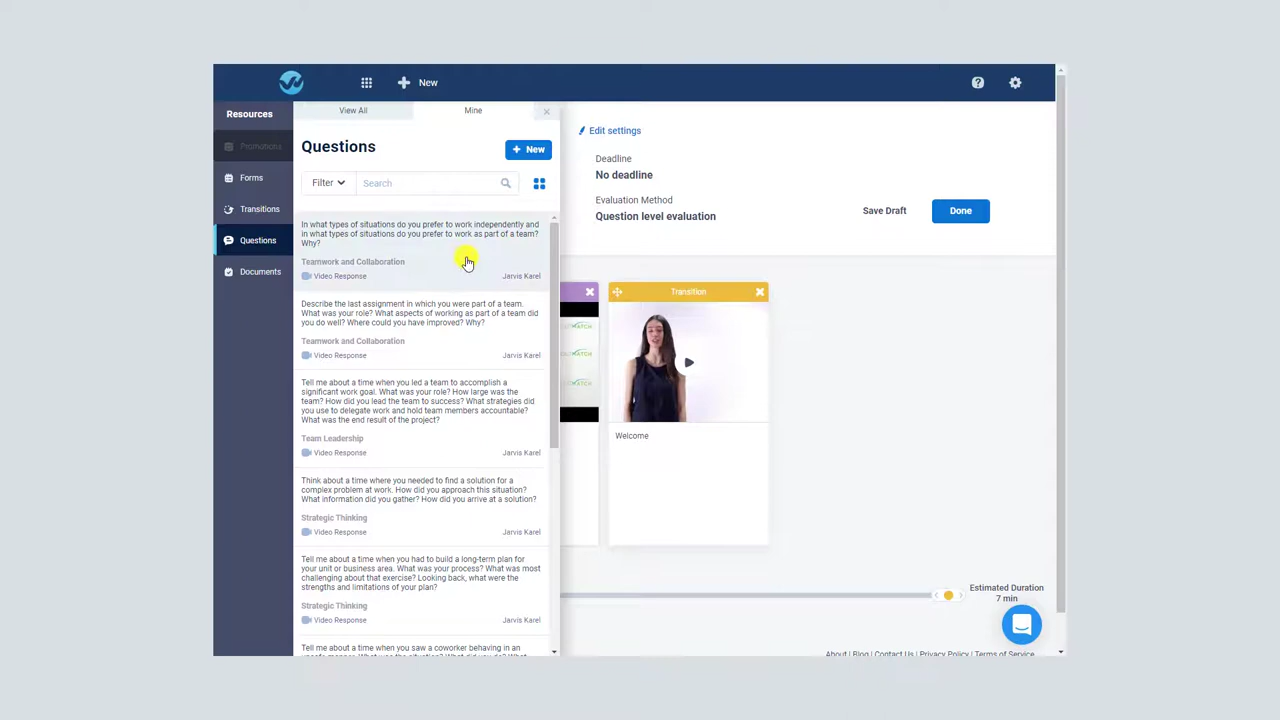 New
Resources
Promotions
Forms
Transitions
Questions
Documents
View All
Mine
Questions
New
Filter
Search
In what types of situations do you prefer to work independently and
in what types of situations do you prefer to work as part of a team?
Why?
Teamwork and Collaboration
Video Response
Jarvis Karel
Describe the last assignment in which you were part of a team.
What was your role? What aspects of working as part of a team did
you do well? Where could you have improved? Why?
Teamwork and Collaboration
Video Response
Jarvis Karel
Tell me about a time when you led a team to accomplish a
significant work goal. What was your role? How large was the
team? How did you lead the team to success? What strategies did
you use to delegate work and hold team members accountable?
What was the end result of the project?
Team Leadership
Video Response
Jarvis Karel
Think about a time where you needed to find a solution for a
complex problem at work. How did you approach this situation?
What information did you gather? How did you arrive at a solution?
Strategic Thinking
Video Response
Jarvis Karel
Tell me about a time when you had to build a long-term plan for
your unit or business area. What was your process? What was most
challenging about that exercise? Looking back, what were the
strengths and limitations of your plan?
Strategic Thinking
Video Response
Jarvis Karel
Tell me about a time when you saw a coworker behaving in an
Edit settings
Deadline
No deadline
Evaluation Method
Question level evaluation
Save Draft
Done
Transition
Welcome
Estimated Duration
7 min
About | Blog | Contact Us | Privacy Policy | Terms of Service